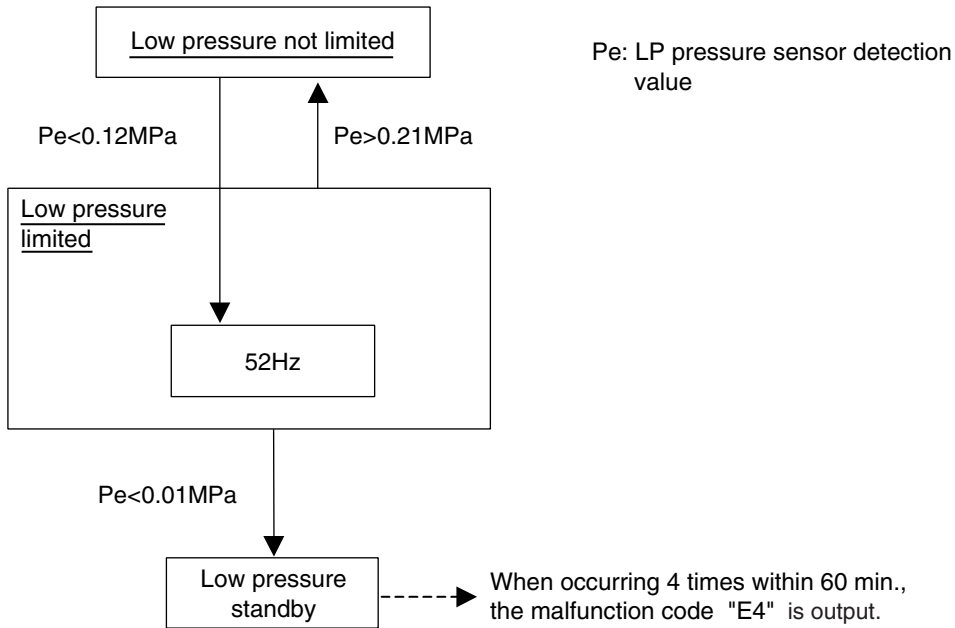 Low pressure not limited
Pe: LP pressure sensor detection
value
Pe<0.12MPa
Pe>0.21MPa
Low pressure
limited
52Hz
Pe<0.01MPa
Low pressure
standby
When occurring 4 times within 60 min.,
the malfunction code "E4" is output.